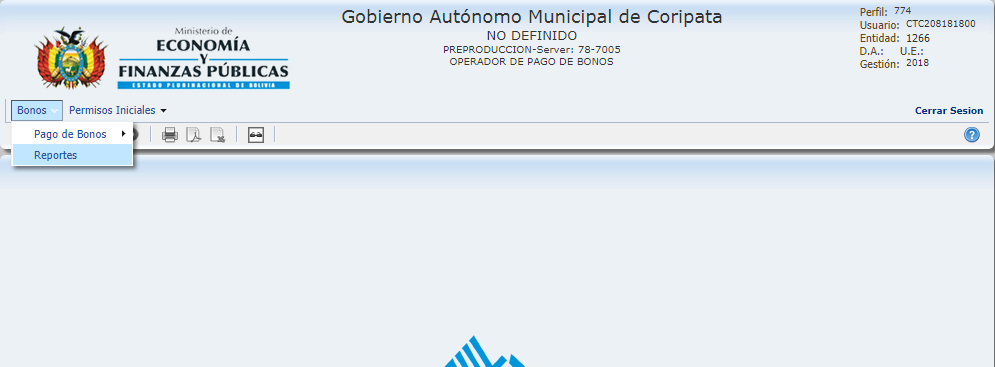 Ministerio de
ECONOMÍA
Y
FINANZAS PÚBLICAS
ESTADO PLURINACIONAL DE BOLIVIA
Gobierno Autónomo Municipal de Coripata
NO DEFINIDO
PREPRODUCCION-Server: 78-7005
OPERADOR DE PAGO DE BONOS
Perfil: 774
Usuario: CTC208181800
Entidad: 1266
D.A.: U.E.:
Gestión: 2018
Bonos Permisos Iniciales Cerrar Sesion
Pago de Bonos
Reportes